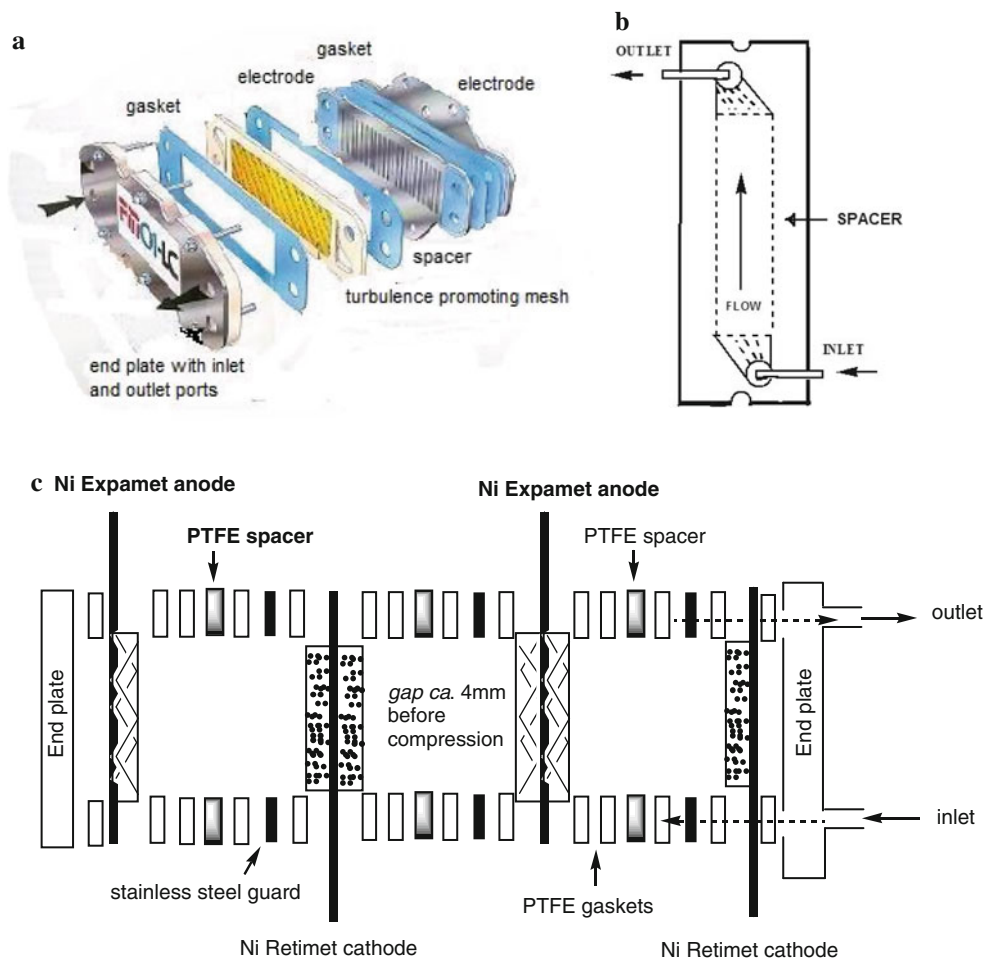 a
gasket
electrode
electrode
gasket
spacer
turbulence promoting mesh
end plate with inlet
and outlet ports
b
OUTLET
SPACER
FLOW
INLET
c Ni Expamet anode
Ni Expamet anode
PTFE spacer
PTFE spacer
outlet
End plate
gap ca. 4mm
before
compression
End plate
inlet
stainless steel guard
PTFE gaskets
Ni Retimet cathode
Ni Retimet cathode